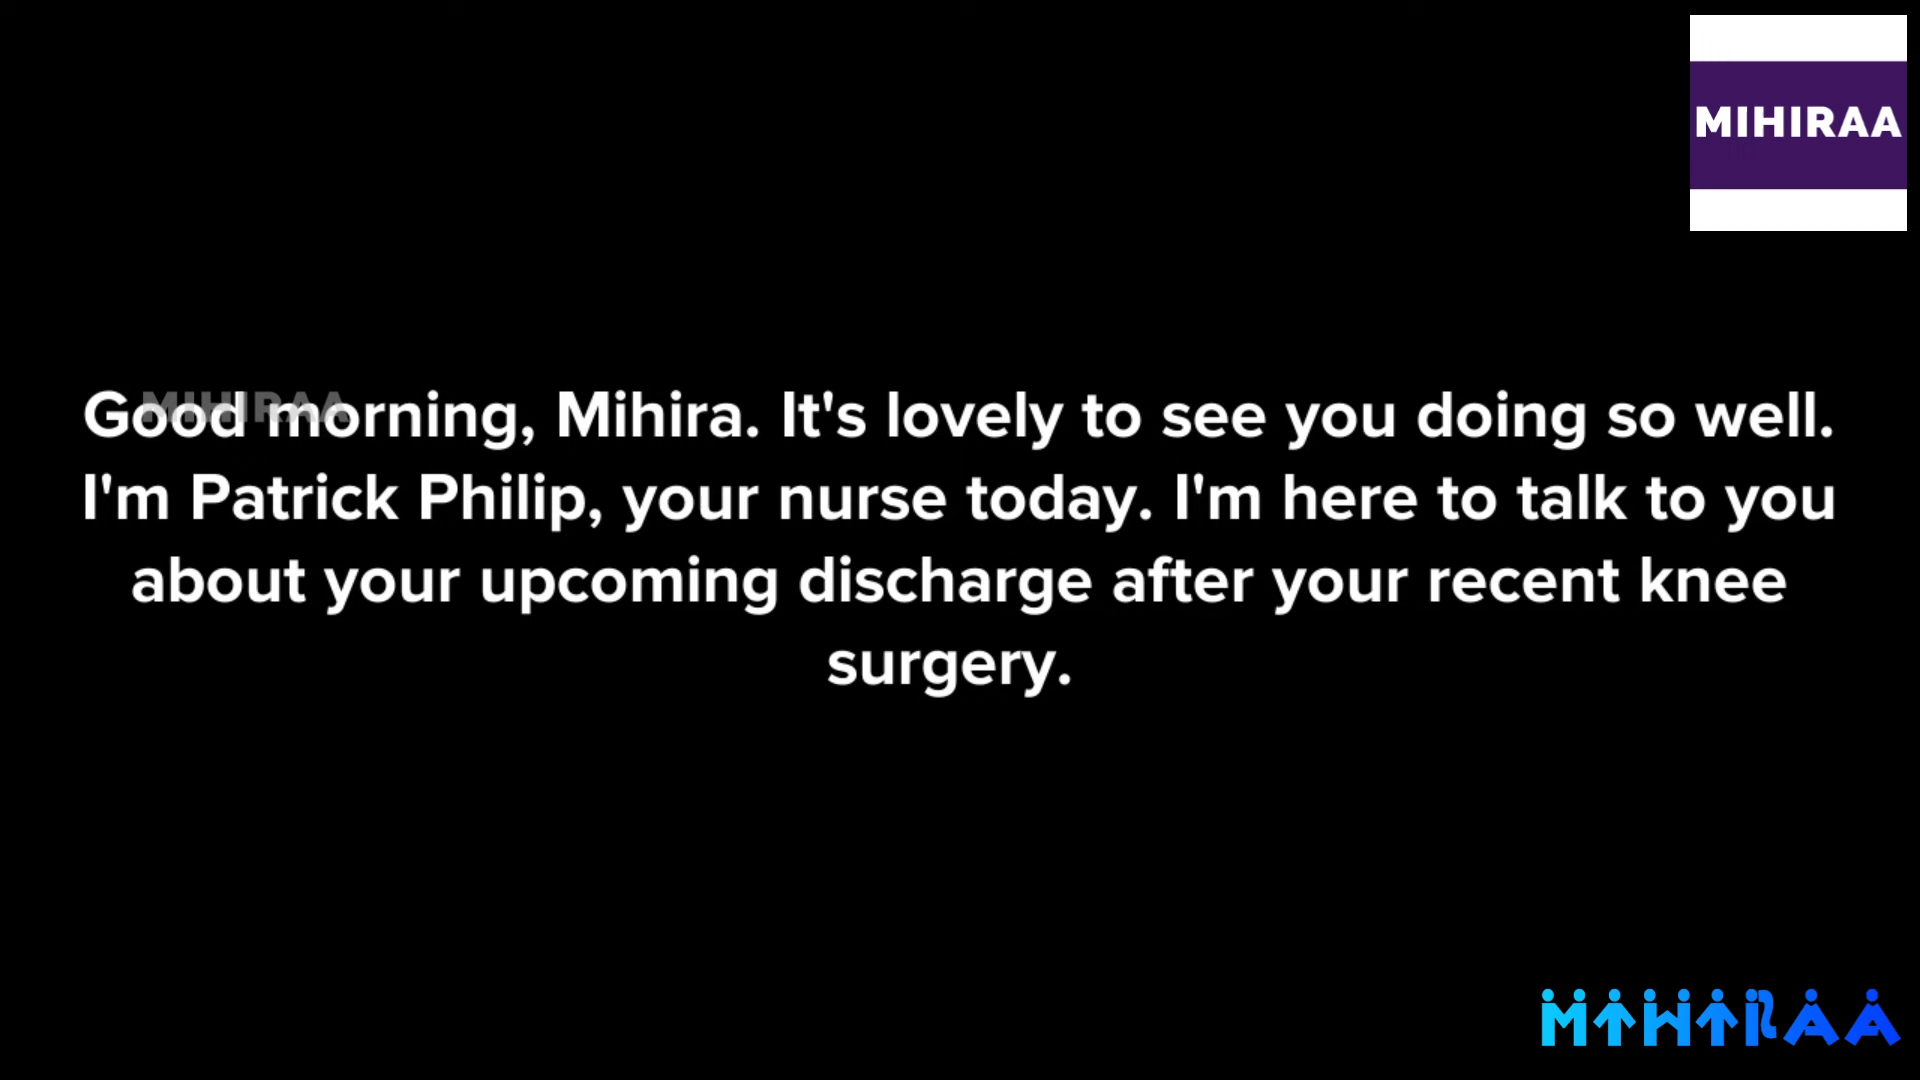 MIHIRAA
MIHIRAA
Good morning, Mihira. It's lovely to see you doing so well.
I'm Patrick Philip, your nurse today. I'm here to talk to you
about your upcoming discharge after your recent knee
surgery.
MIHIRAA